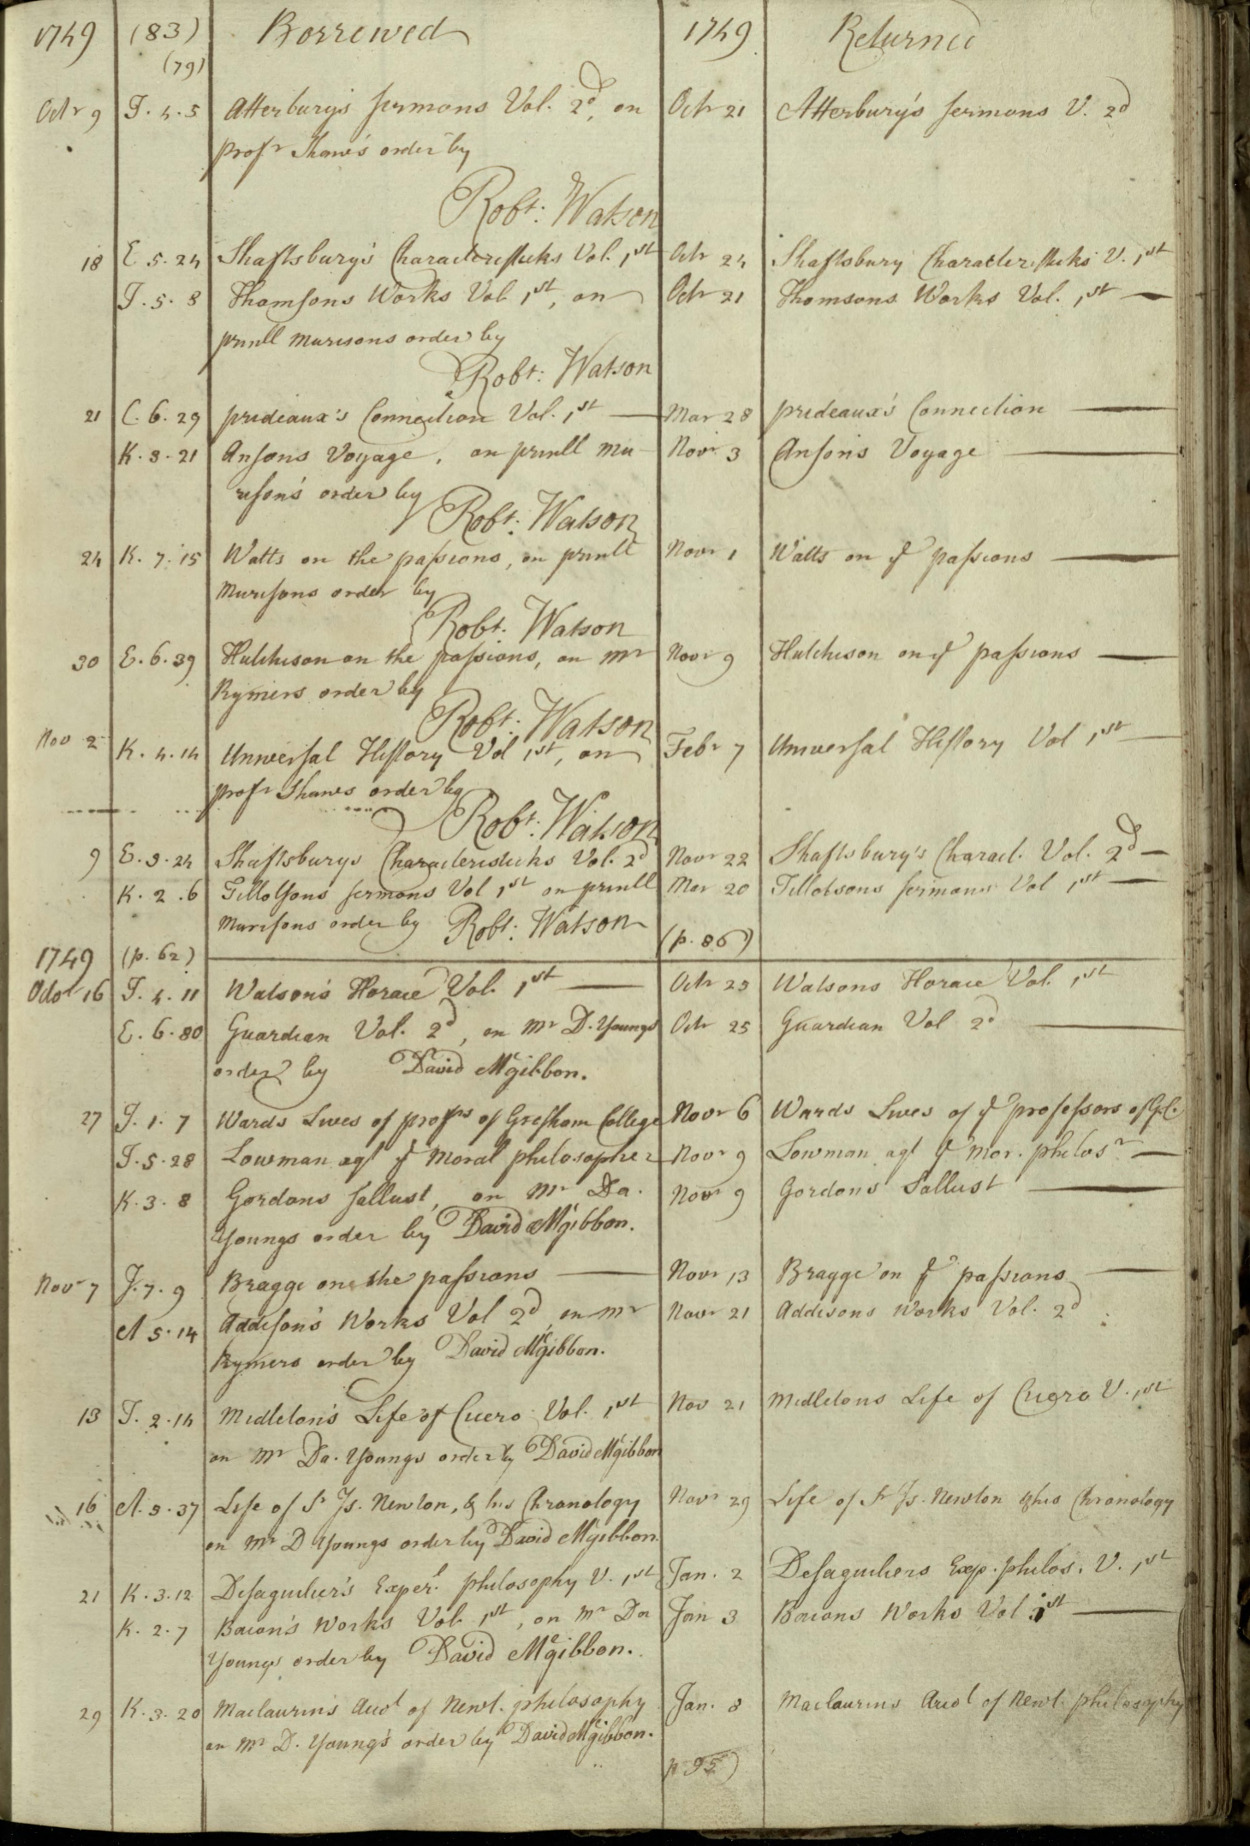 1749 (83) Borrowed 1749 Returned
(79)
Octr 9 J. 4. 5 Atterbury's sermons Vol. 2d, on Octr 21 Atterbury's sermons V. 2d
profr Shaw's order by
Robt: Watson
18 E. 5. 24 Shaftsbury's Characteristicks Vol. 1st Octr 24 Shaftsbury Characteristicks V. 1st
J. 5. 8 Thomsons Works Vol 1st, on Octr 21 Thomsons Works Vol. 1st
prinll Murisons order by
Robt: Watson
21 C. 6. 29 prideaux's Connection Vol. 1st Mar 28 prideaux's Connection
K. 3. 21 Ansons Voyage, on prinll Mu Novr 3 Anson's Voyage
rison's order by
Robt: Watson
24 K. 7. 15 Watts on the passions, on prinll Novr 1 Watts on ye passions
Murisons order by
Robt. Watson
30 E. 6. 39 Hutcheson on the passions, on Mr Novr 9 Hutcheson on ye passions
Rymers order by
Robt. Watson
Nov 2 K. 4. 14 Universal History Vol 1st, on Febr 7 Universal History Vol 1st
profr Shaws order by
Robt. Watson
9 E. 5. 24 Shaftsburys Characteristicks Vol. 2d Novr 22 Shaftsbury's Charact. Vol. 2d
K. 2. 6 Tillotsons sermons Vol 1st on prinll Mar 20 Tillotsons sermons Vol 1st
Murisons order by Robt: Watson
(p. 86)
1749 (p. 62)
Octor 16 J. 4. 11 Watson's Horace Vol. 1st Octr 25 Watsons Horace Vol. 1st
E. 6. 80 Guardian Vol. 2d, on Mr D. Youngs Octr 25 Guardian Vol 2d
order by David McGibbon.
27 J. 1. 7 Wards Lives of profrs of Gresham College Novr 6 Wards Lives of ye professors of G. C.
J. 5. 28 Lowman agt ye Moral philosopher Novr 9 Lowman agt ye Mor. philosr
K. 3. 8 Gordons sallust, on Mr Da. Novr 9 Gordons Sallust
Youngs order by David McGibbon.
Novr 7 J. 7. 9 Bragge on the passions Novr 13 Bragge on ye passions
A 5. 14 Addison's Works Vol 2d on Mr Novr 21 Addisons Works Vol. 2d
Rymers order by David McGibbon.
13 J. 2. 14 Midleton's Life of Cicero Vol. 1st Nov 21 Midletons Life of Cicero V. 1st
on Mr Da. Youngs order by David McGibbon
16 A. 5. 37 Life of Sr Js. Newton, & his Chronology Novr 29 Life of Sr Js. Newton & his Chronology
on Mr D Youngs order by David McGibbon.
21 K. 3. 12 Desaguilier's Experl philosophy V. 1st Jan. 2 Desaguiliers Exp. philos. V. 1st
K. 2. 7 Bacon's Works Vol. 1st, on Mr Da Jan 3 Bacons Works Vol 1st
Youngs order by David McGibbon.
29 K. 3. 20 Maclaurins Acct of Newt. philosophy Jan. 8 Maclaurins Acct of Newt. philosophy
on Mr D. Young's order by David McGibbon.
p 95)